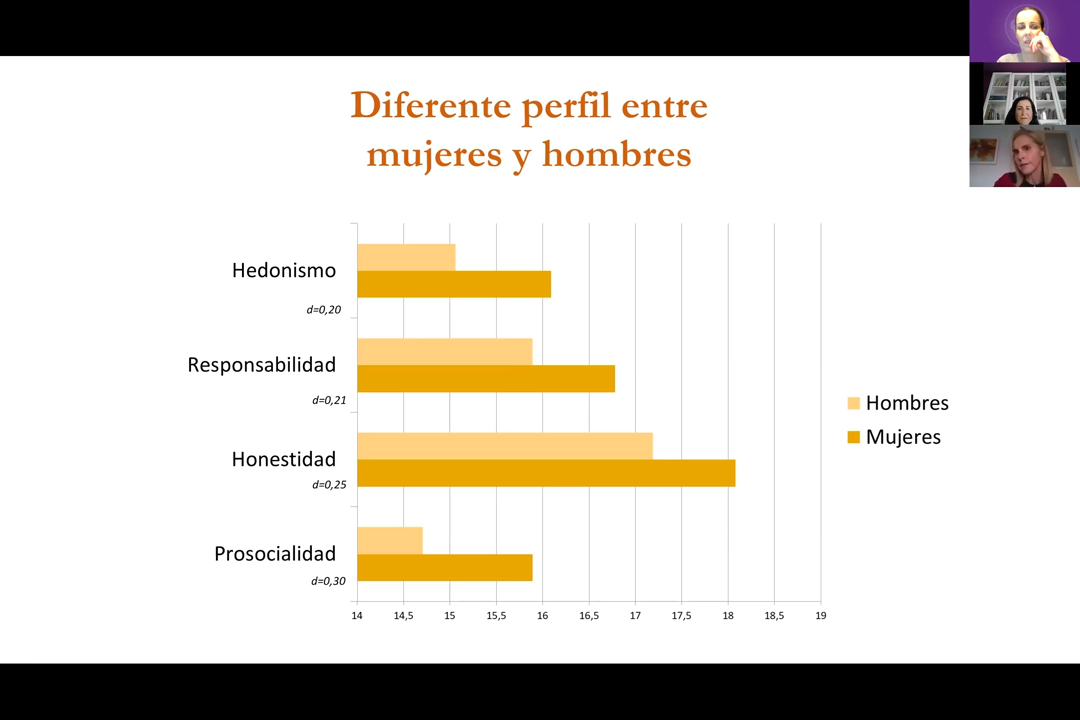 Diferente perfil entre
mujeres y hombres
Hedonismo
d=0,20
Responsabilidad
d=0,21
Honestidad
d=0,25
Prosocialidad
d=0,30
Hombres
Mujeres
14 14,5 15 15,5 16 16,5 17 17,5 18 18,5 19